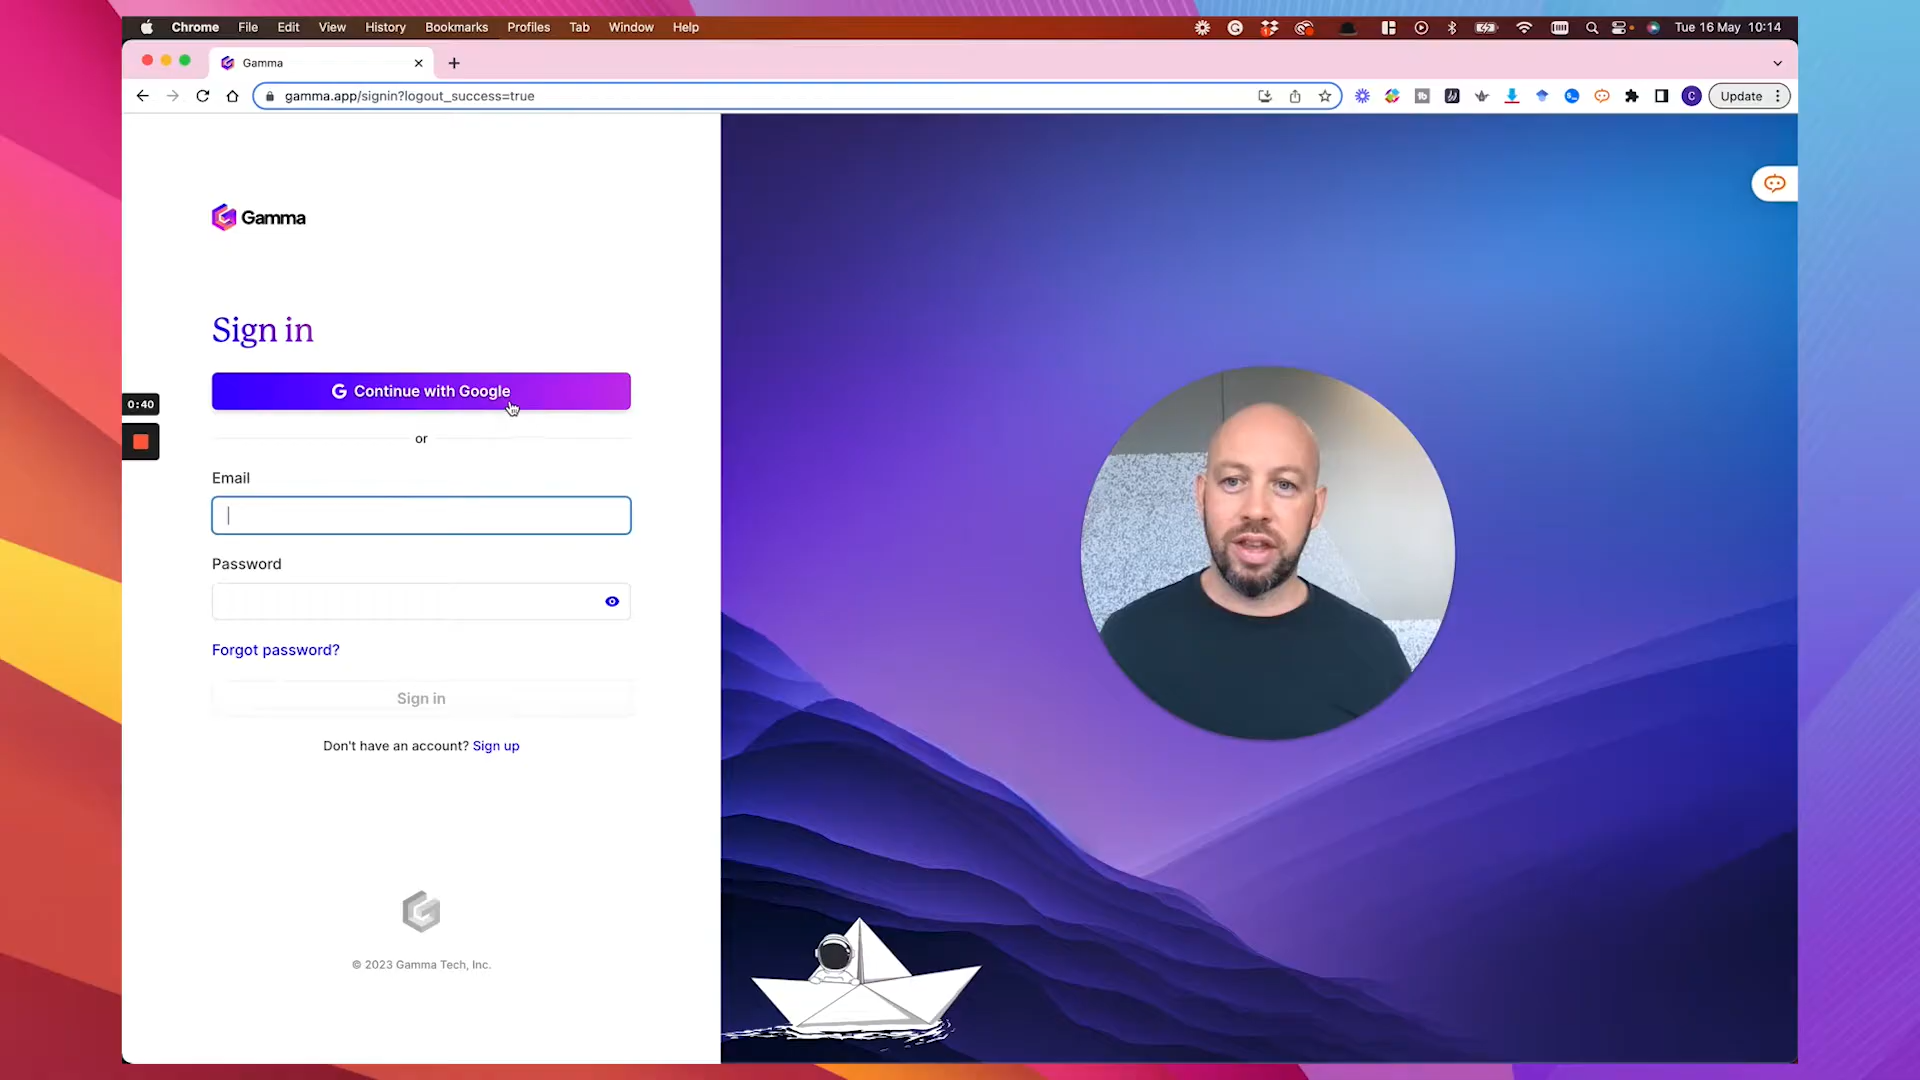 Chrome File Edit View History Bookmarks Profiles Tab Window Help Tue 16 May 10:14
Gamma
gamma.app/signin?logout_success=true Update
Gamma
Sign in
Continue with Google
0:40
or
Email
Password
Forgot password?
Sign in
Don't have an account? Sign up
© 2023 Gamma Tech, Inc.